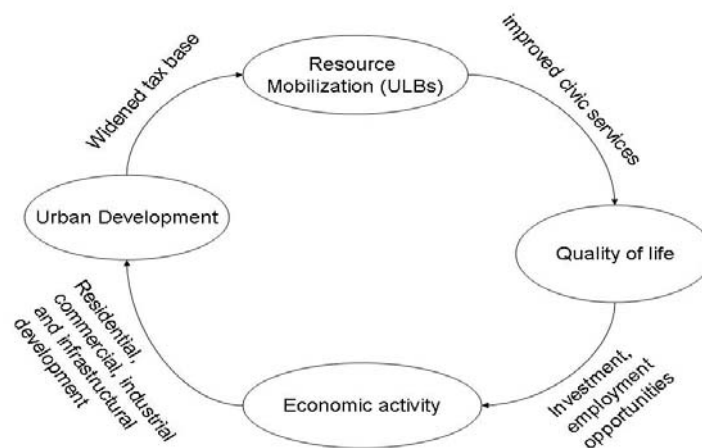 Resource
Mobilization (ULBs)
improved civic services
Quality of life
Investment,
employment
opportunities
Economic activity
Residential,
commercial, industrial
and infrastructural
development
Urban Development
Widened tax base